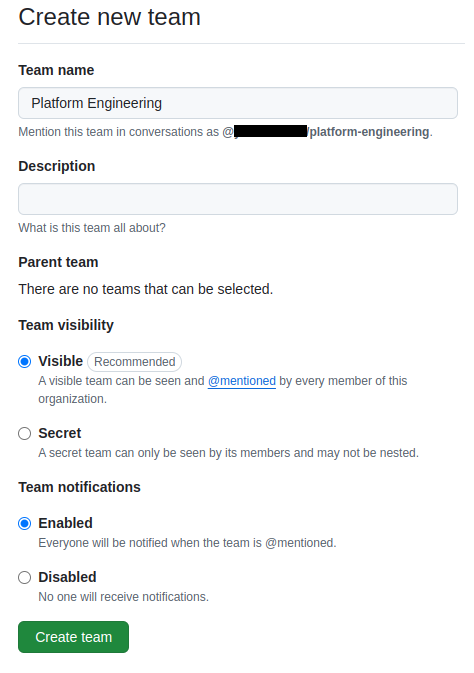 Create new team
Team name
Platform Engineering
Mention this team in conversations as @/platform-engineering.
Description
What is this team all about?
Parent team
There are no teams that can be selected.
Team visibility
Visible Recommended
A visible team can be seen and @mentioned by every member of this
organization.
Secret
A secret team can only be seen by its members and may not be nested.
Team notifications
Enabled
Everyone will be notified when the team is @mentioned.
Disabled
No one will receive notifications.
Create team